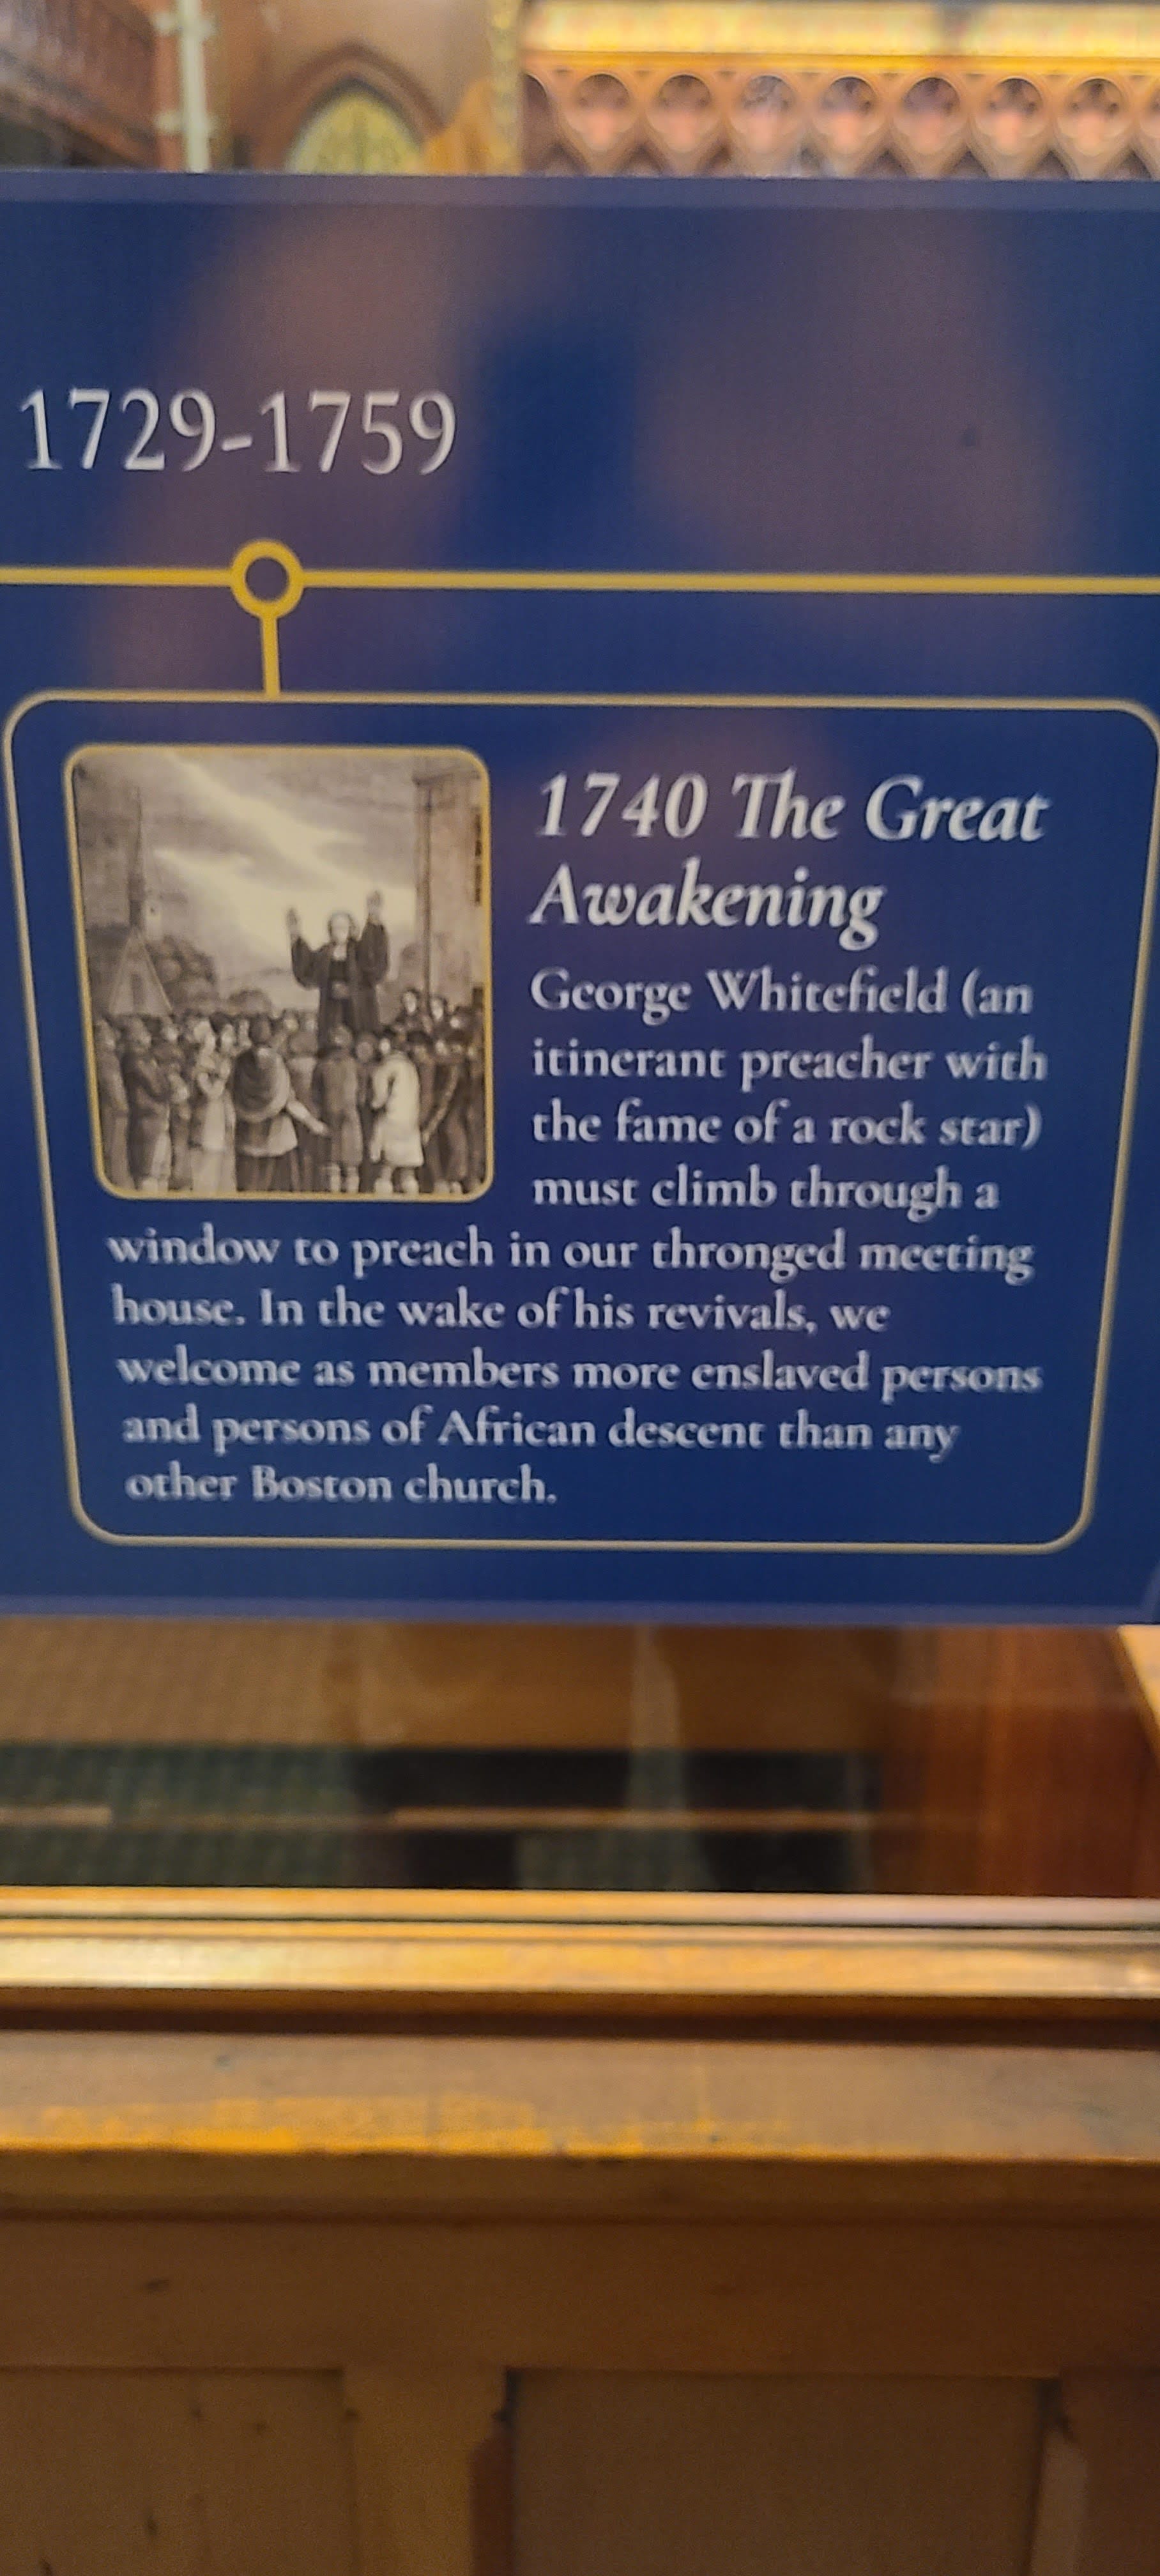 1729-1759
1740 The Great
Awakening
George Whitefield (an
itinerant preacher with
the fame of a rock star)
must climb through a
window to preach in our thronged meeting
house. In the wake of his revivals, we
welcome as members more enslaved persons
and persons of African descent than any
other Boston church.